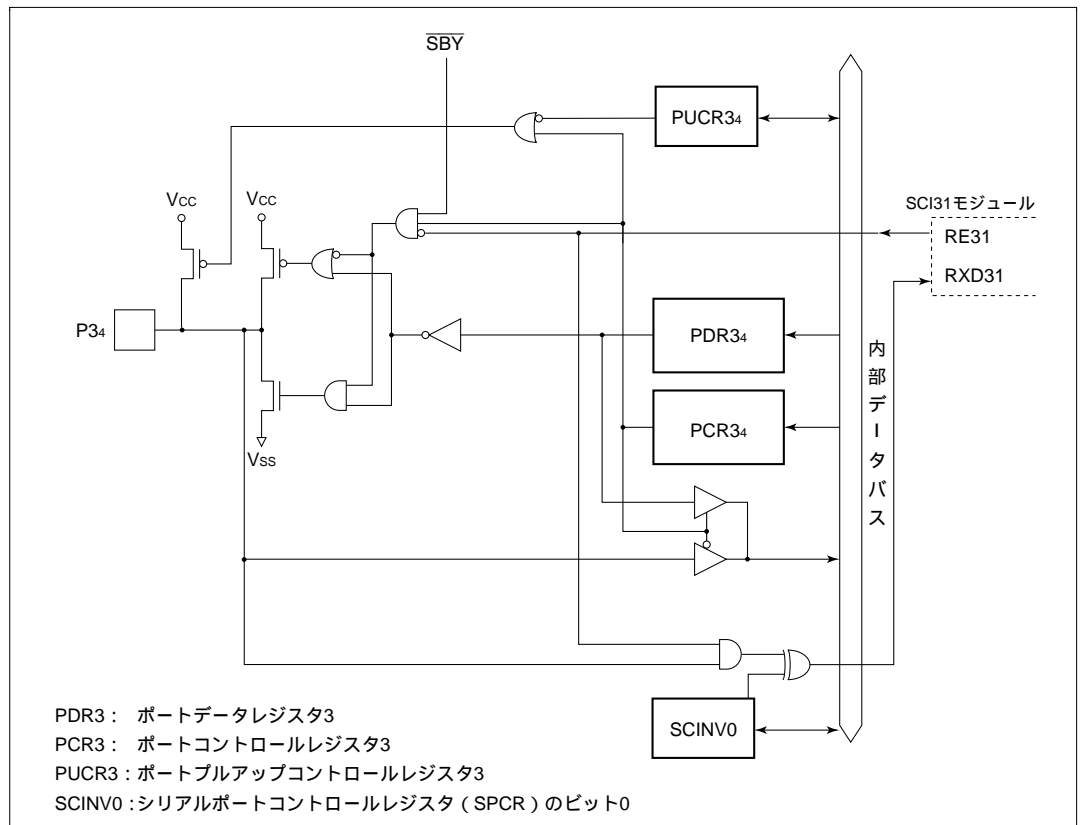 SBY
PUCR34
VCC
VCC
SCI31モジュール
RE31
RXD31
P34
PDR34
PCR34
VSS
内部データバス
SCINV0
PDR3： ポートデータレジスタ3
PCR3： ポートコントロールレジスタ3
PUCR3：ポートプルアップコントロールレジスタ3
SCINV0：シリアルポートコントロールレジスタ（SPCR）のビット0